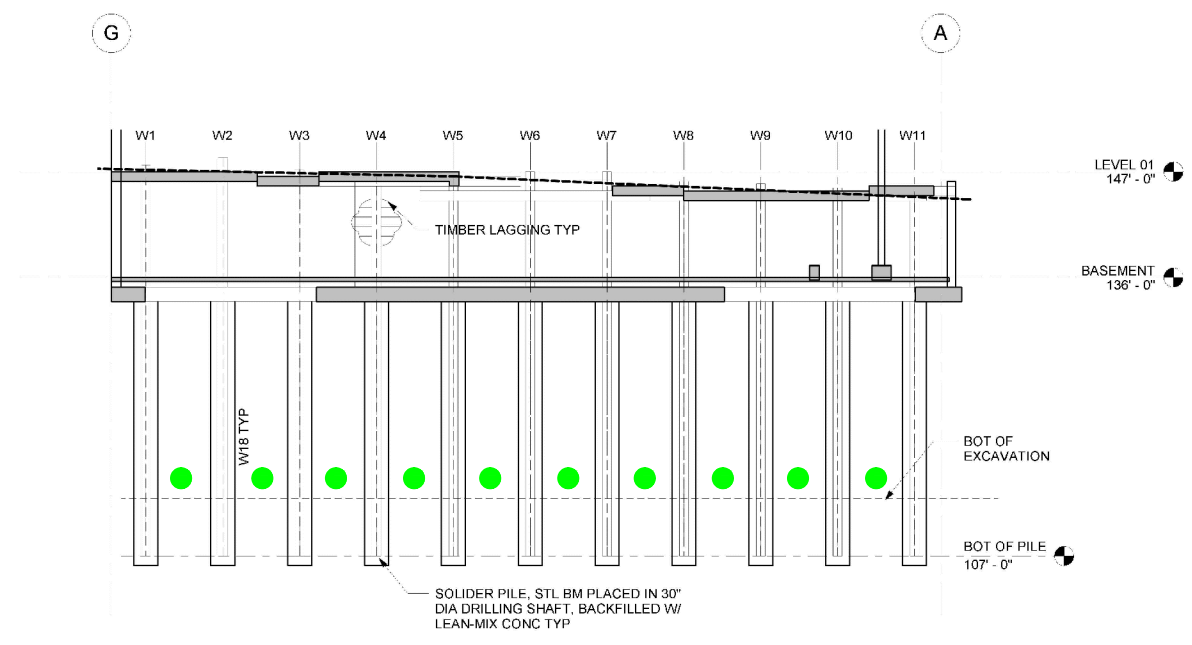 G
A
W1
W2
W3
W4
W5
W6
W7
W8
W9
W10
W11
LEVEL 01
147' - 0"
TIMBER LAGGING TYP
BASEMENT
136' - 0"
W18 TYP
BOT OF
EXCAVATION
BOT OF PILE
107' - 0"
SOLIDER PILE, STL BM PLACED IN 30"
DIA DRILLING SHAFT, BACKFILLED W/
LEAN-MIX CONC TYP